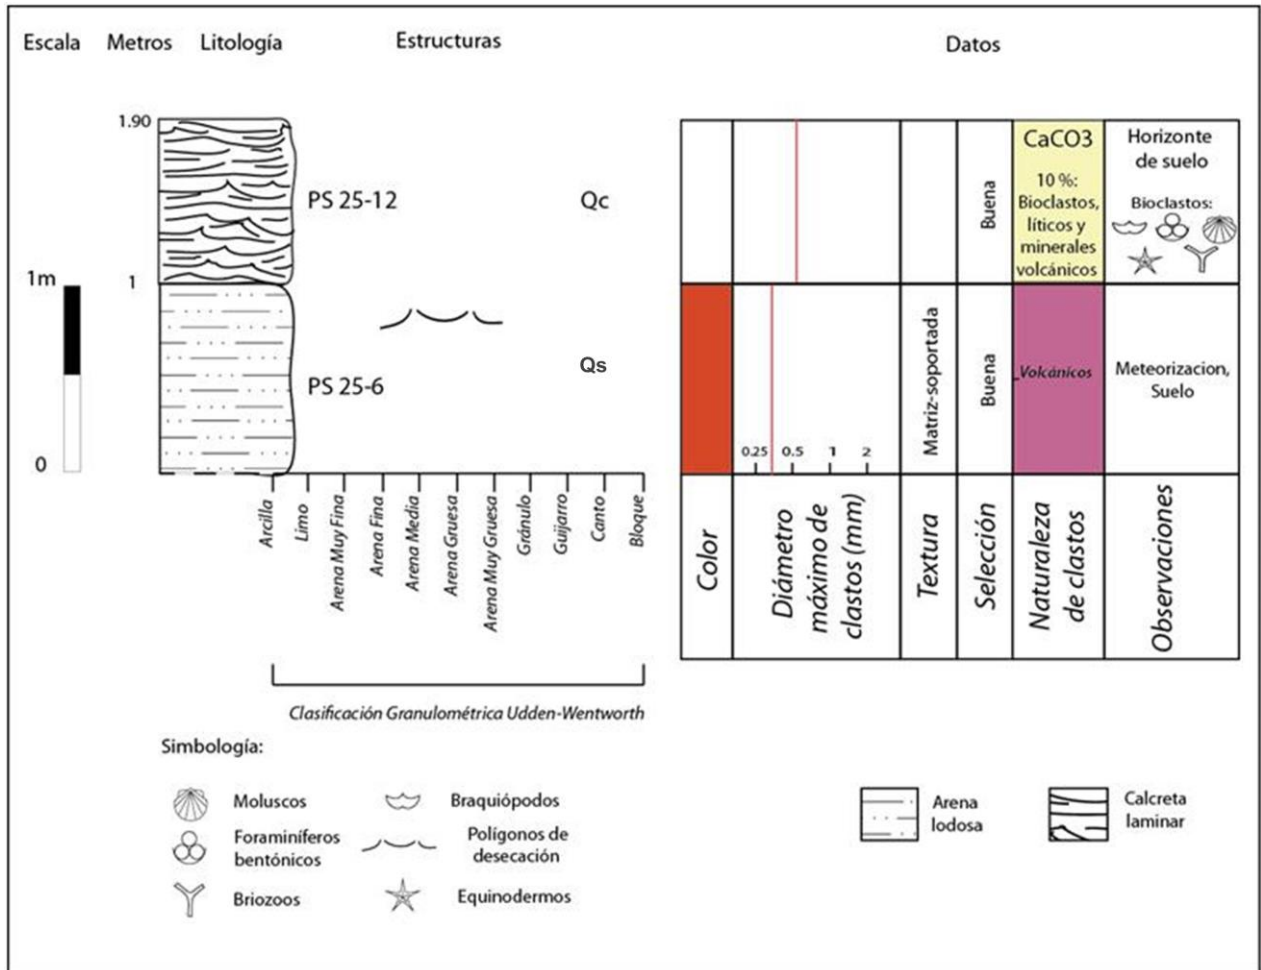 Escala
Metros
Litología
Estructuras
Datos
1.90
PS 25-12
Qc
1
1m
0
PS 25-6
Qs
Buena
CaCO3
10 %:
Bioclastos,
líticos y
minerales
volcánicos
Horizonte
de suelo
Bioclastos:
0.25
0.5
1
2
Matriz-soportada
Buena
Volcánicos
Meteorizacion,
Suelo
Color
Diámetro
máximo de
clastos (mm)
Textura
Selección
Naturaleza
de clastos
Observaciones
Arcilla
Limo
Arena Muy Fina
Arena Fina
Arena Media
Arena Gruesa
Arena Muy Gruesa
Gránulo
Guijarro
Canto
Bloque
Clasificación Granulométrica Udden-Wentworth
Simbología:
Moluscos
Braquiópodos
Foraminíferos
bentónicos
Polígonos de
desecación
Briozoos
Equinodermos
Arena
lodosa
Calcreta
laminar